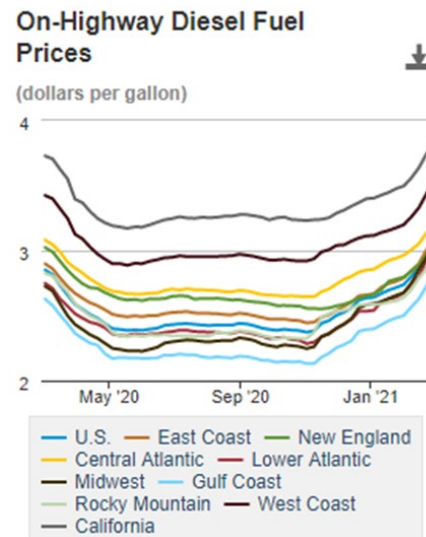 On-Highway Diesel Fuel
Prices
(dollars per gallon)
4
3
2
May '20 Sep '20 Jan '21
U.S. East Coast New England
Central Atlantic Lower Atlantic
Midwest Gulf Coast
Rocky Mountain West Coast
California